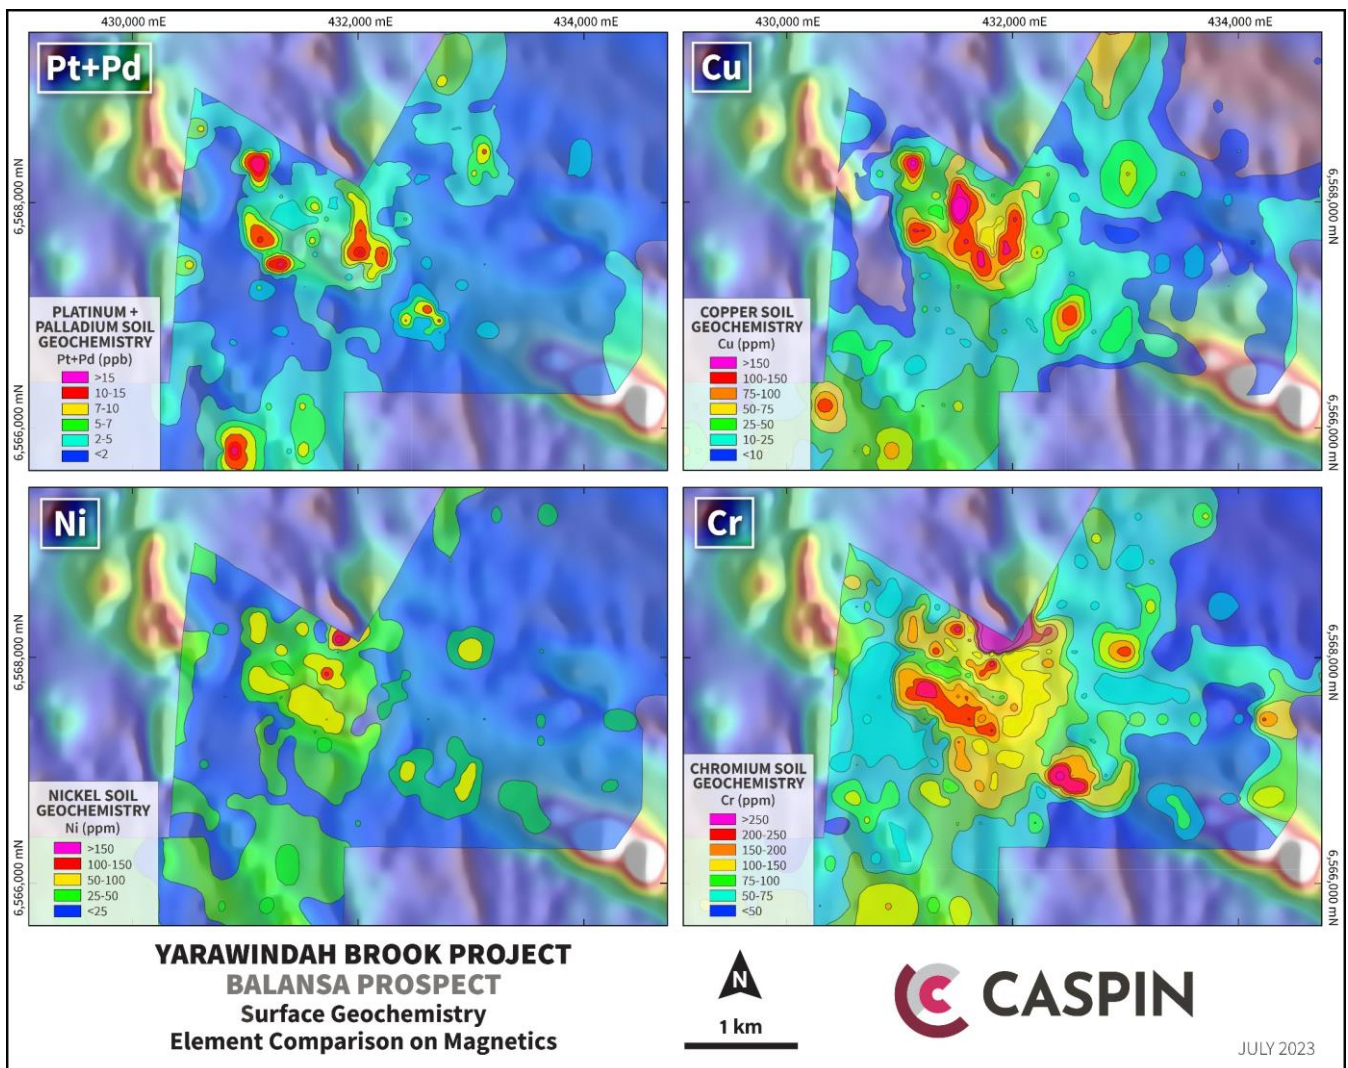 430,000 mE 432,000 mE 434,000 mE
430,000 mE 432,000 mE 434,000 mE
Pt+Pd
6,568,000 mN
6,566,000 mN
PLATINUM +
PALLADIUM SOIL
GEOCHEMISTRY
Pt+Pd (ppb)
>15
10-15
7-10
5-7
2-5
<2
Cu
6,568,000 mN
6,566,000 mN
COPPER SOIL
GEOCHEMISTRY
Cu (ppm)
>150
100-150
75-100
50-75
25-50
10-25
<10
Ni
6,568,000 mN
6,566,000 mN
NICKEL SOIL
GEOCHEMISTRY
Ni (ppm)
>150
100-150
50-100
25-50
<25
Cr
6,568,000 mN
6,566,000 mN
CHROMIUM SOIL
GEOCHEMISTRY
Cr (ppm)
>250
200-250
150-200
100-150
75-100
50-75
<50
YARAWINDAH BROOK PROJECT
BALANSA PROSPECT
Surface Geochemistry
Element Comparison on Magnetics
N
1 km
CASPIN
JULY 2023